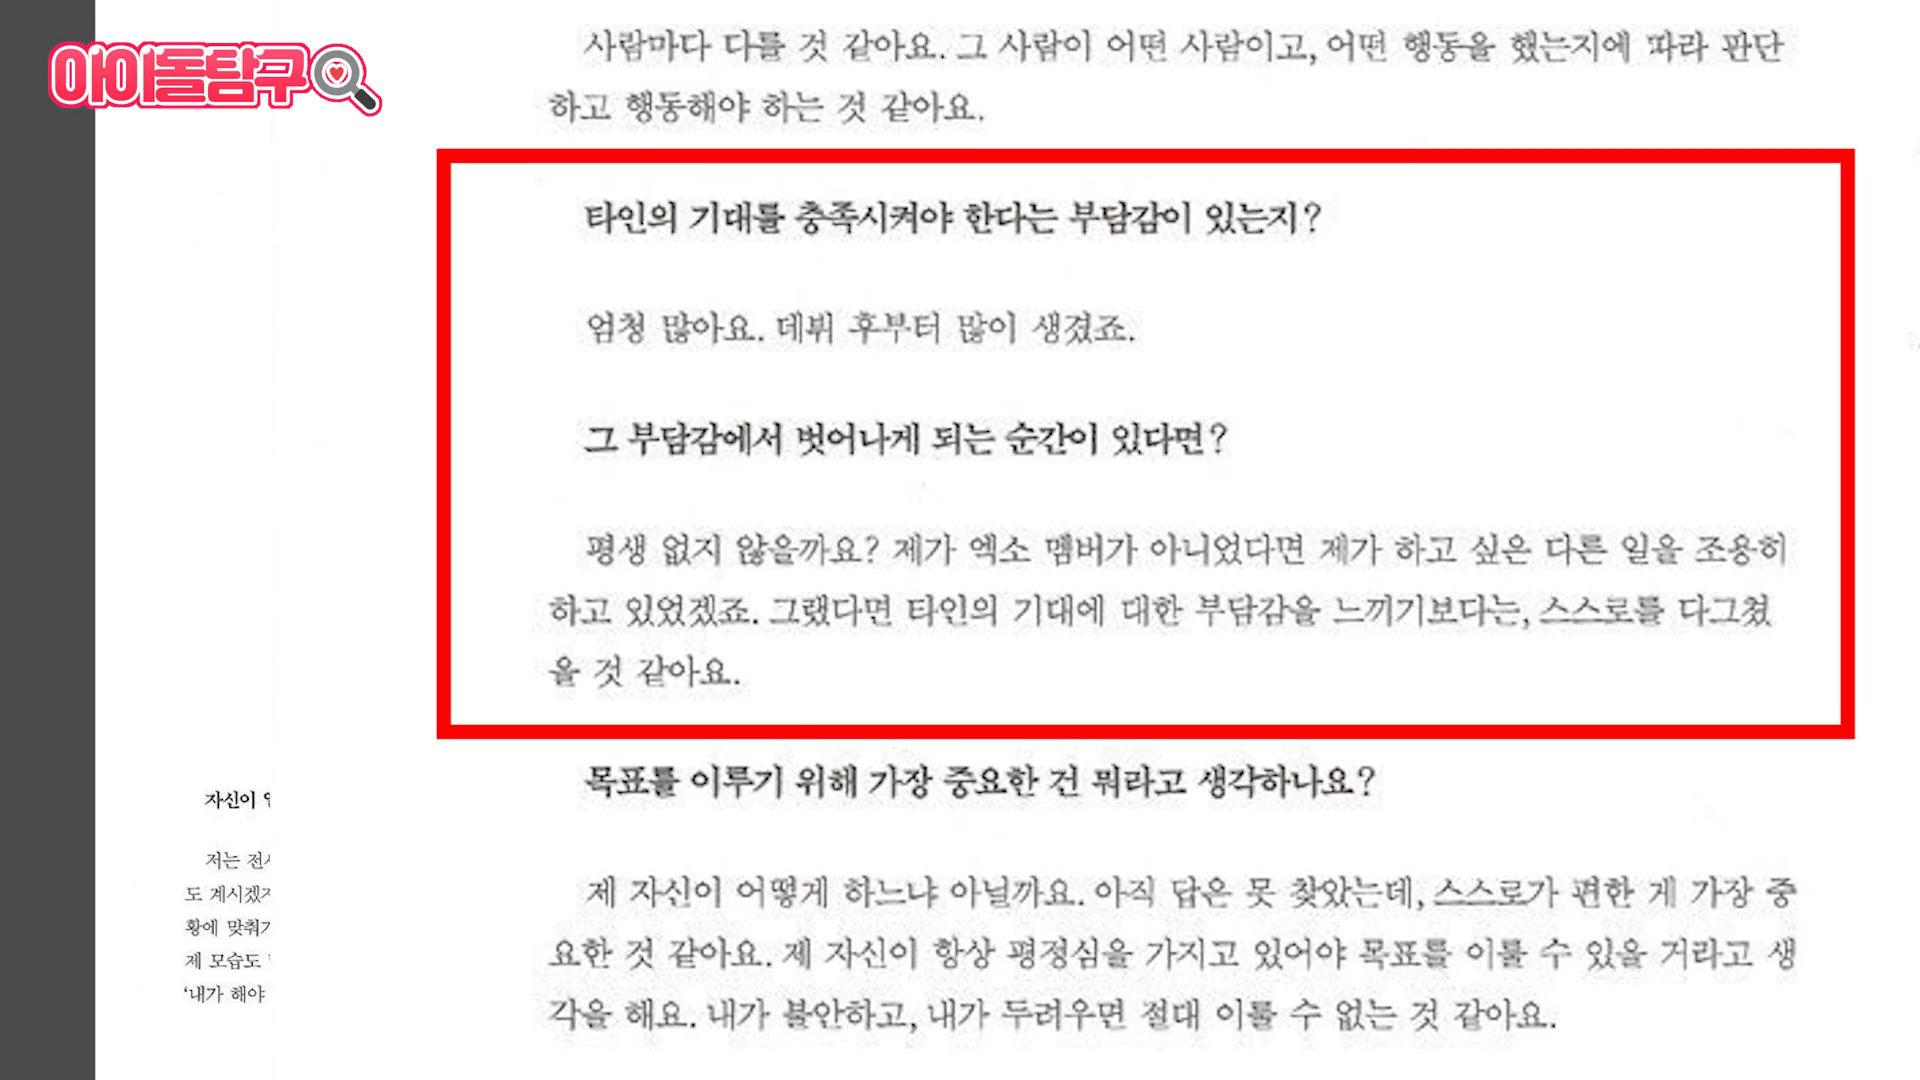 아이돌탐구
사람마다 다를 것 같아요. 그 사람이 어떤 사람이고, 어떤 행동을 했는지에 따라 판단
하고 행동해야 하는 것 같아요.
타인의 기대를 충족시켜야 한다는 부담감이 있는지?
엄청 많아요. 데뷔 후부터 많이 생겼죠.
그 부담감에서 벗어나게 되는 순간이 있다면?
평생 없지 않을까요? 제가 엑소 멤버가 아니었다면 제가 하고 싶은 다른 일을 조용히
하고 있었겠죠. 그랬다면 타인의 기대에 대한 부담감을 느끼기보다는, 스스로를 다그쳤
을 것 같아요.
목표를 이루기 위해 가장 중요한 건 뭐라고 생각하나요?
제 자신이 어떻게 하느냐 아닐까요. 아직 답은 못 찾았는데, 스스로가 편한 게 가장 중
요한 것 같아요. 제 자신이 항상 평정심을 가지고 있어야 목표를 이룰 수 있을 거라고 생
각을 해요. 내가 불안하고, 내가 두려우면 절대 이룰 수 없는 것 같아요.
자신이
저는
도 계시겠지
황에 맞춰가
제 모습도
‘내가 해야